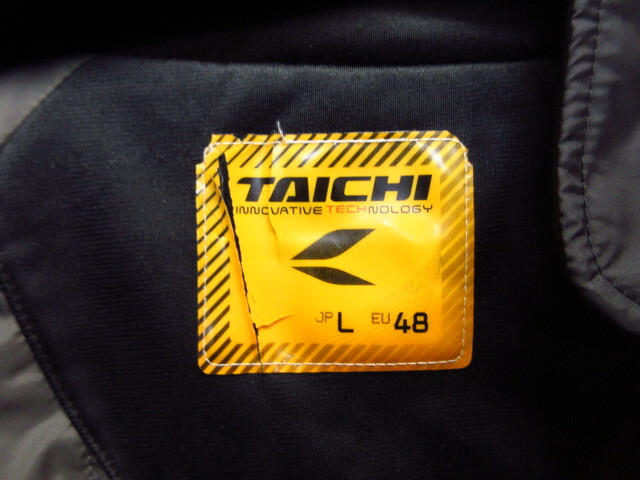 TAICHI
INNOVATIVE TECHNOLOGY
JP L EU 48